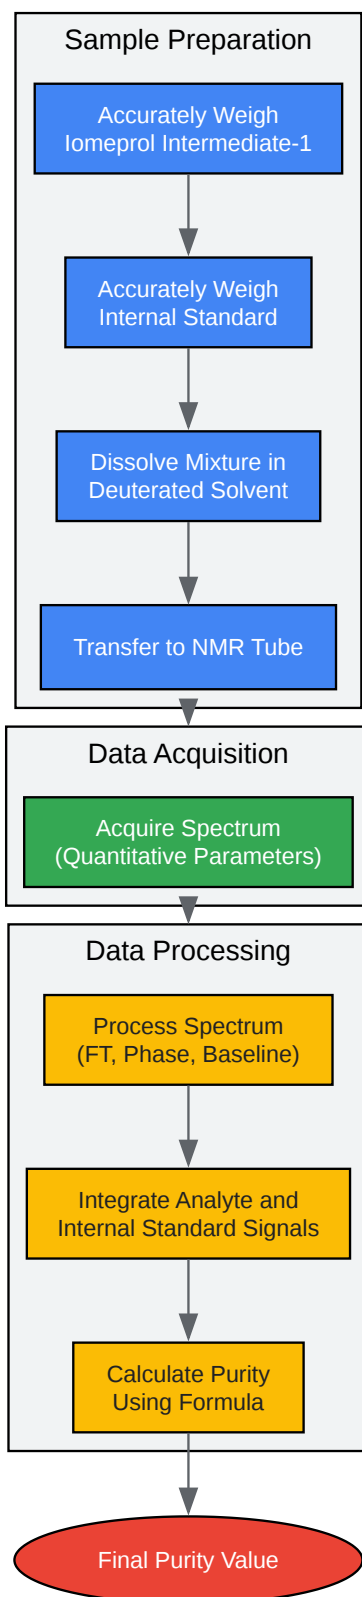 Sample Preparation
Accurately Weigh
Iomeprol Intermediate-1
Accurately Weigh
Internal Standard
Dissolve Mixture in
Deuterated Solvent
Transfer to NMR Tube
Data Acquisition
Acquire Spectrum
(Quantitative Parameters)
Data Processing
Process Spectrum
(FT, Phase, Baseline)
Integrate Analyte and
Internal Standard Signals
Calculate Purity
Using Formula
Final Purity Value